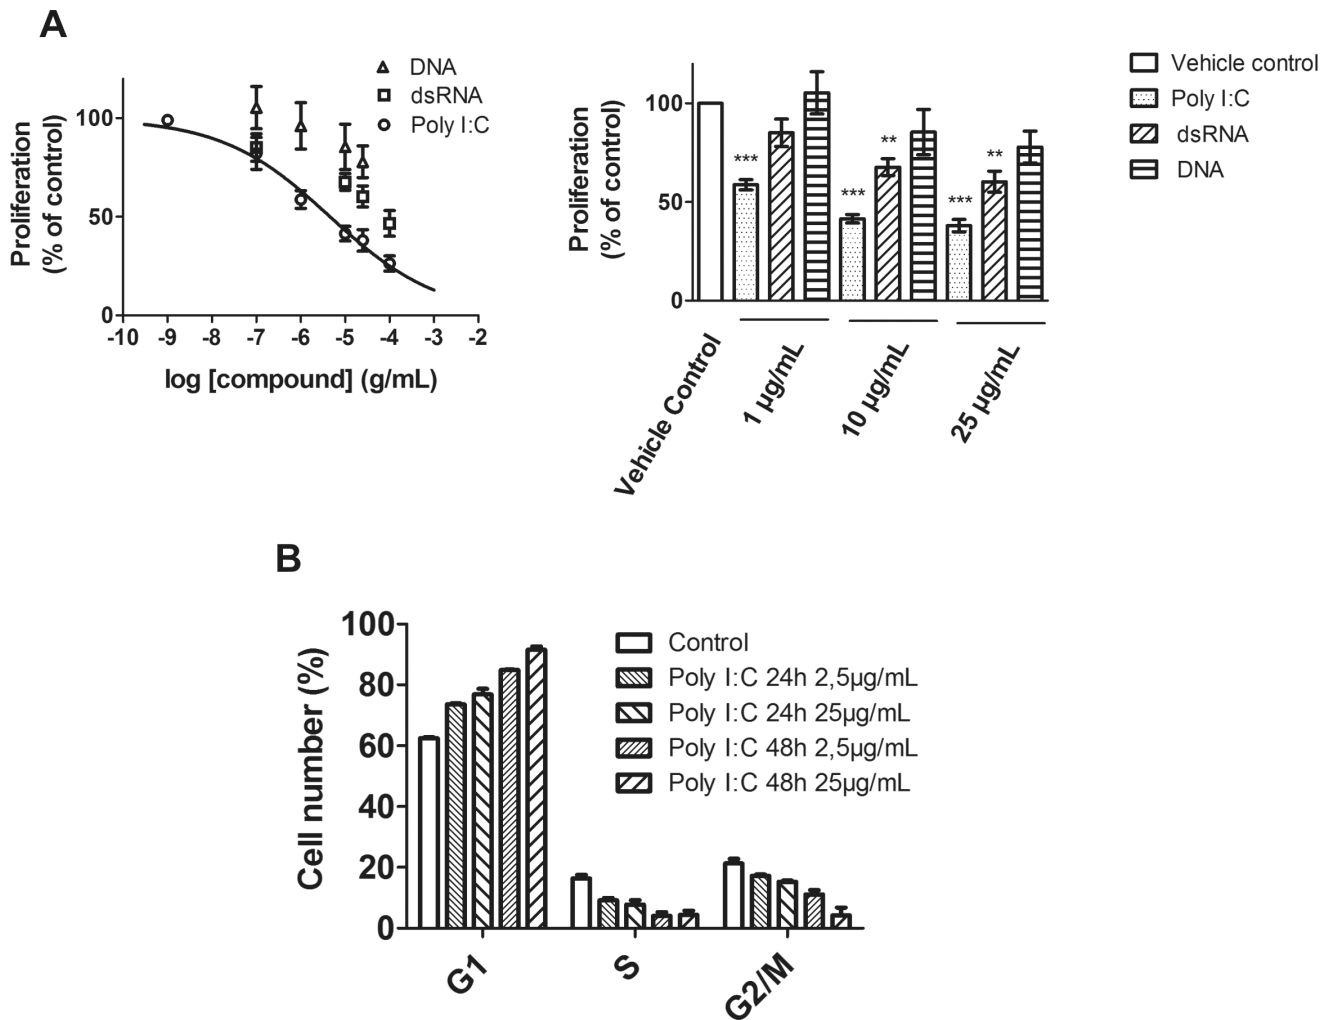 A
DNA
dsRNA
Poly I:C
Proliferation
(% of control)
100
50
0
-10 -9 -8 -7 -6 -5 -4 -3 -2
log [compound] (g/mL)
Proliferation
(% of control)
100
50
0
*** ** *** ** ***
Vehicle Control
1 µg/mL
10 µg/mL
25 µg/mL
Vehicle control
Poly I:C
dsRNA
DNA
B
Cell number (%)
100
80
60
40
20
0
G1 S G2/M
Control
Poly I:C 24h 2,5µg/mL
Poly I:C 24h 25µg/mL
Poly I:C 48h 2,5µg/mL
Poly I:C 48h 25µg/mL